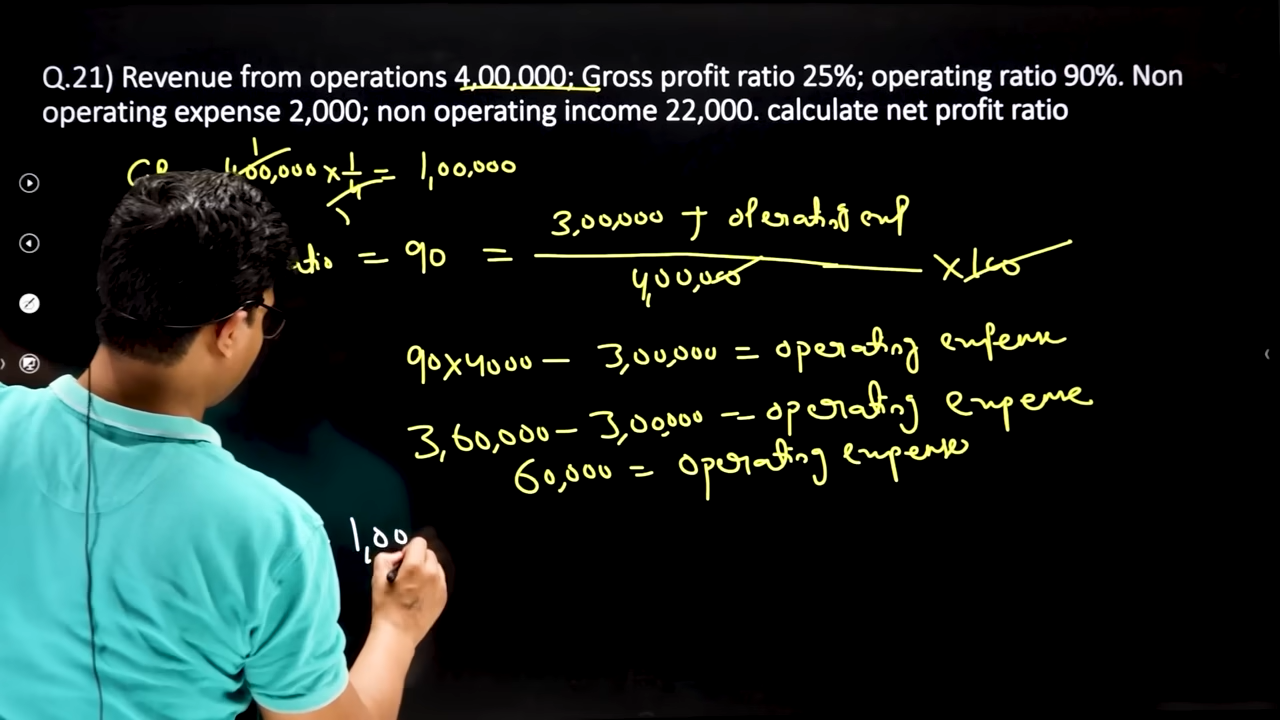 Q.21) Revenue from operations 4,00,000; Gross profit ratio 25%; operating ratio 90%. Non
operating expense 2,000; non operating income 22,000. calculate net profit ratio
1
00,000 × 1/4 = 1,00,000
= 90 = 3,00,000 + operating exp / 4,00,000 × 100
90×4000 - 3,00,000 = operating expense
3,60,000 - 3,00,000 = operating expense
60,000 = operating expense
1,00